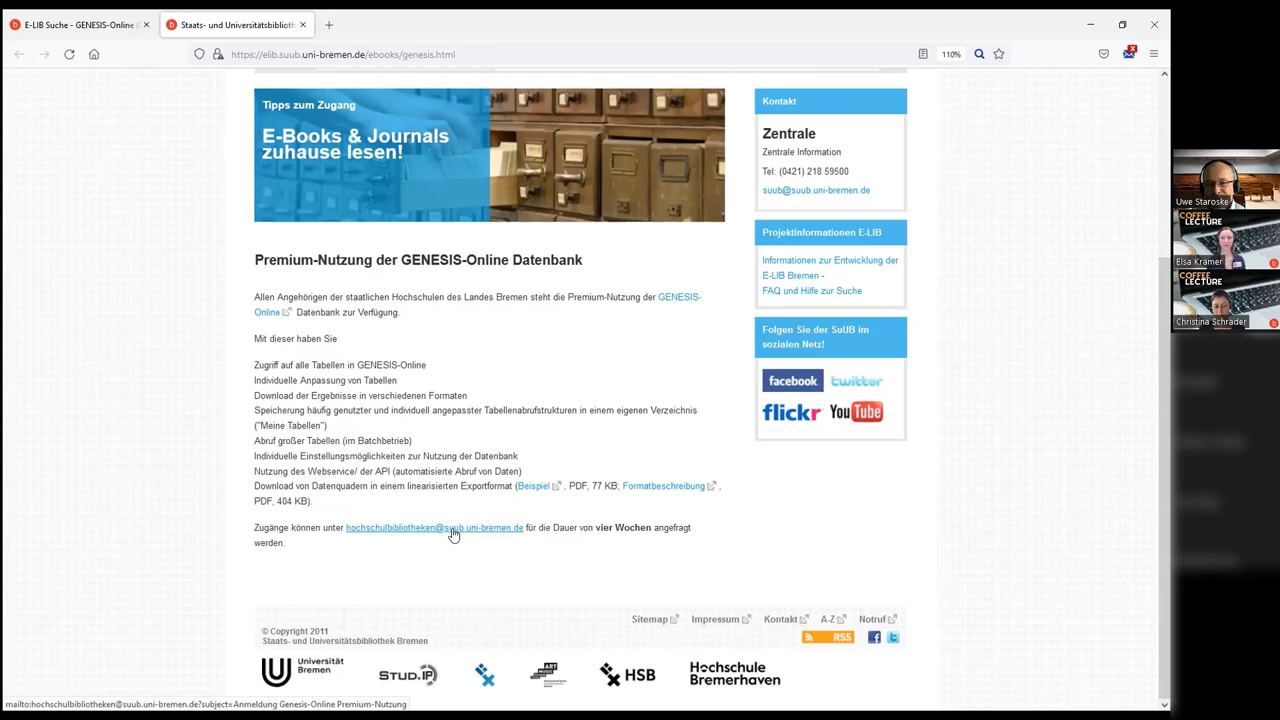 E-LIB Suche - GENESIS-Online (
Staats- und Universitätsbiblioth
https://elib.suub.uni-bremen.de/ebooks/genesis.html
110%
Tipps zum Zugang
E-Books & Journals
zuhause lesen!
Premium-Nutzung der GENESIS-Online Datenbank
Allen Angehörigen der staatlichen Hochschulen des Landes Bremen steht die Premium-Nutzung der GENESIS-
Online Datenbank zur Verfügung.
Mit dieser haben Sie
Zugriff auf alle Tabellen in GENESIS-Online
Individuelle Anpassung von Tabellen
Download der Ergebnisse in verschiedenen Formaten
Speicherung häufig genutzter und individuell angepasster Tabellenabrufstrukturen in einem eigenen Verzeichnis
("Meine Tabellen")
Abruf großer Tabellen (im Batchbetrieb)
Individuelle Einstellungsmöglichkeiten zur Nutzung der Datenbank
Nutzung des Webservice/ der API (automatisierte Abruf von Daten)
Download von Datenquadern in einem linearisierten Exportformat (Beispiel , PDF, 77 KB; Formatbeschreibung ,
PDF, 404 KB).
Zugänge können unter hochschulbibliotheken@suub.uni-bremen.de für die Dauer von vier Wochen angefragt
werden.
Kontakt
Zentrale
Zentrale Information
Tel: (0421) 218 59500
suub@suub.uni-bremen.de
Projektinformationen E-LIB
Informationen zur Entwicklung der
E-LIB Bremen -
FAQ und Hilfe zur Suche
Folgen Sie der SuUB im
sozialen Netz!
facebook twitter
flickr YouTube
Sitemap Impressum Kontakt A-Z Notruf
© Copyright 2011
Staats- und Universitätsbibliothek Bremen
RSS
Universität
Bremen
STUD.IP
HSB
Hochschule
Bremerhaven
mailto:hochschulbibliotheken@suub.uni-bremen.de?subject=Anmeldung Genesis-Online Premium-Nutzung
Uwe Staroske
COFFEE
LECTURE
Elsa Kramer
COFFEE
LECTURE
Christina Schrader